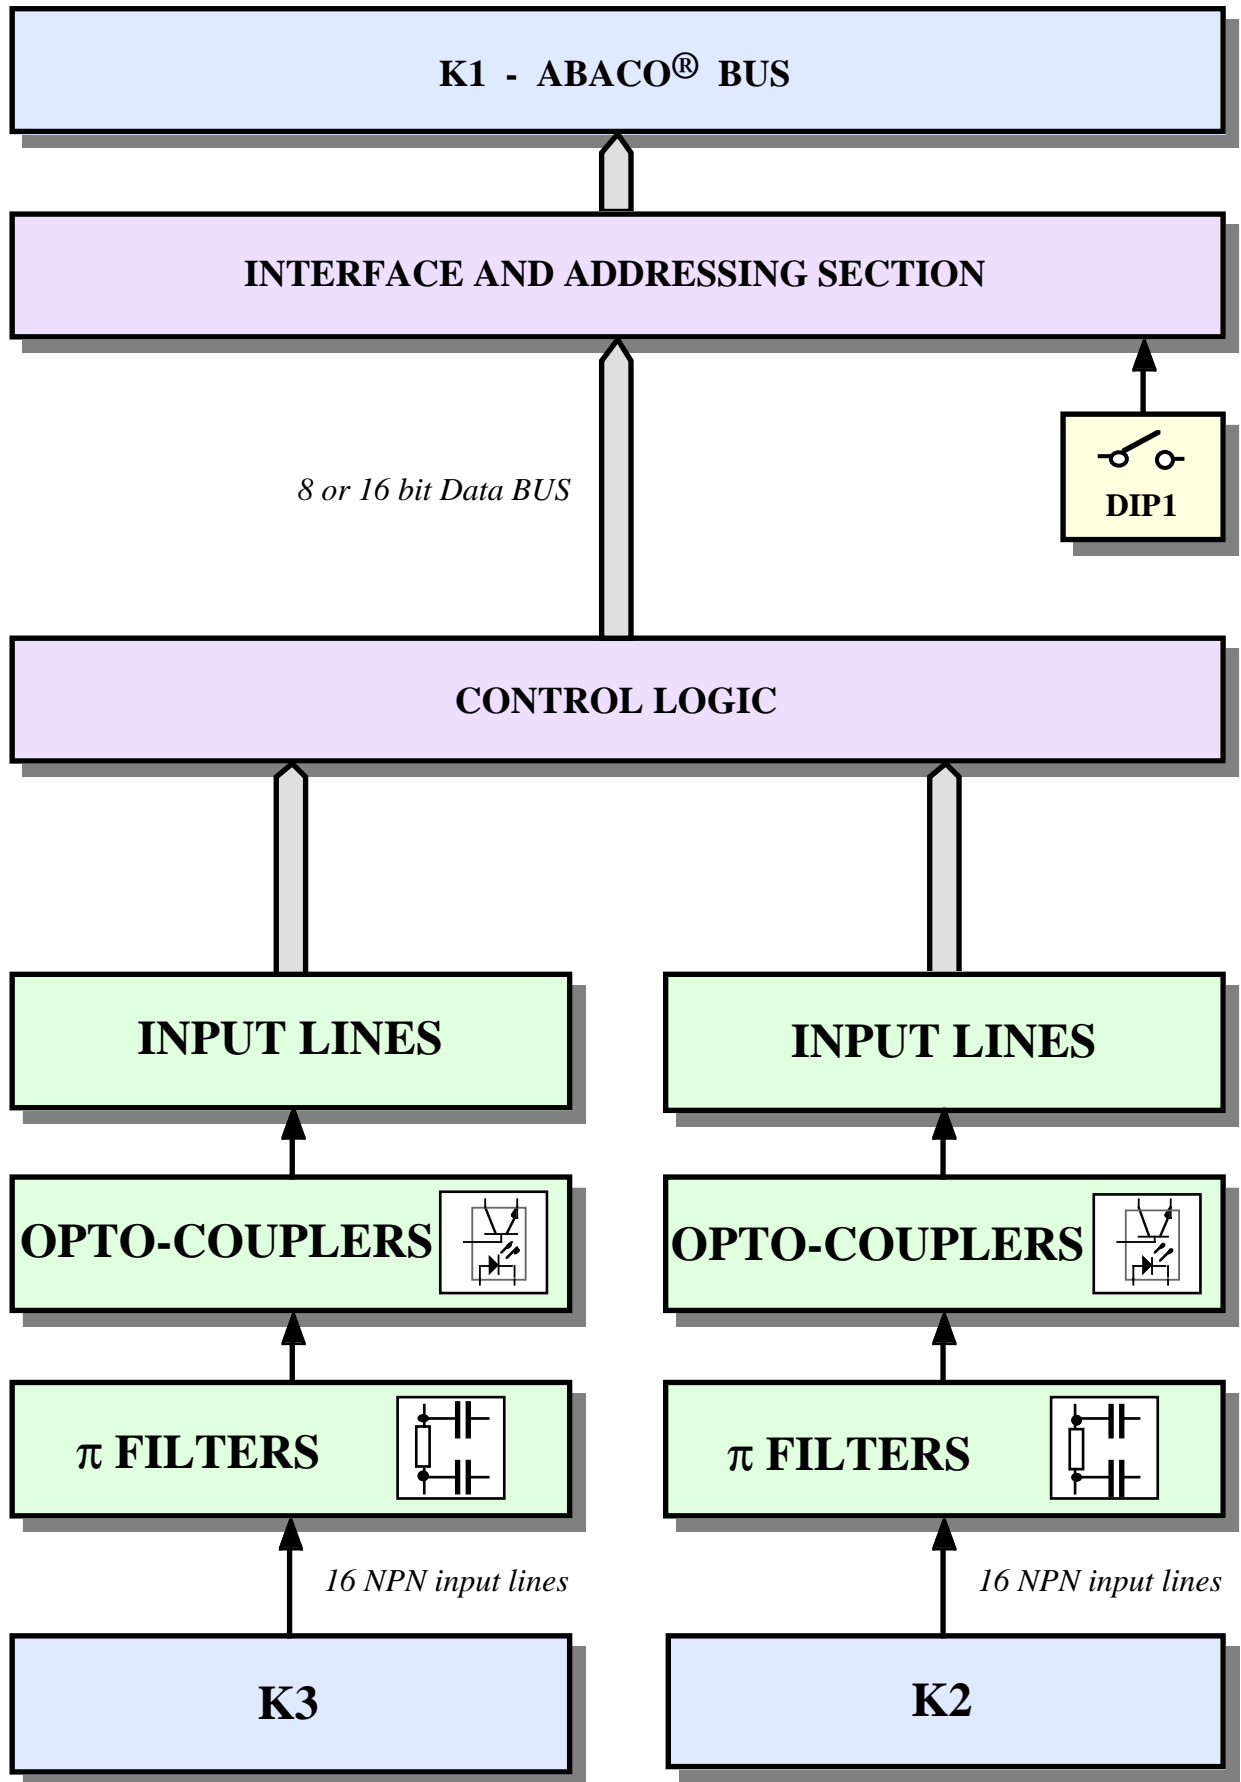 K1 - ABACO® BUS
INTERFACE AND ADDRESSING SECTION
8 or 16 bit Data BUS
DIP1
CONTROL LOGIC
INPUT LINES
INPUT LINES
OPTO-COUPLERS
OPTO-COUPLERS
π FILTERS
π FILTERS
16 NPN input lines
16 NPN input lines
K3
K2